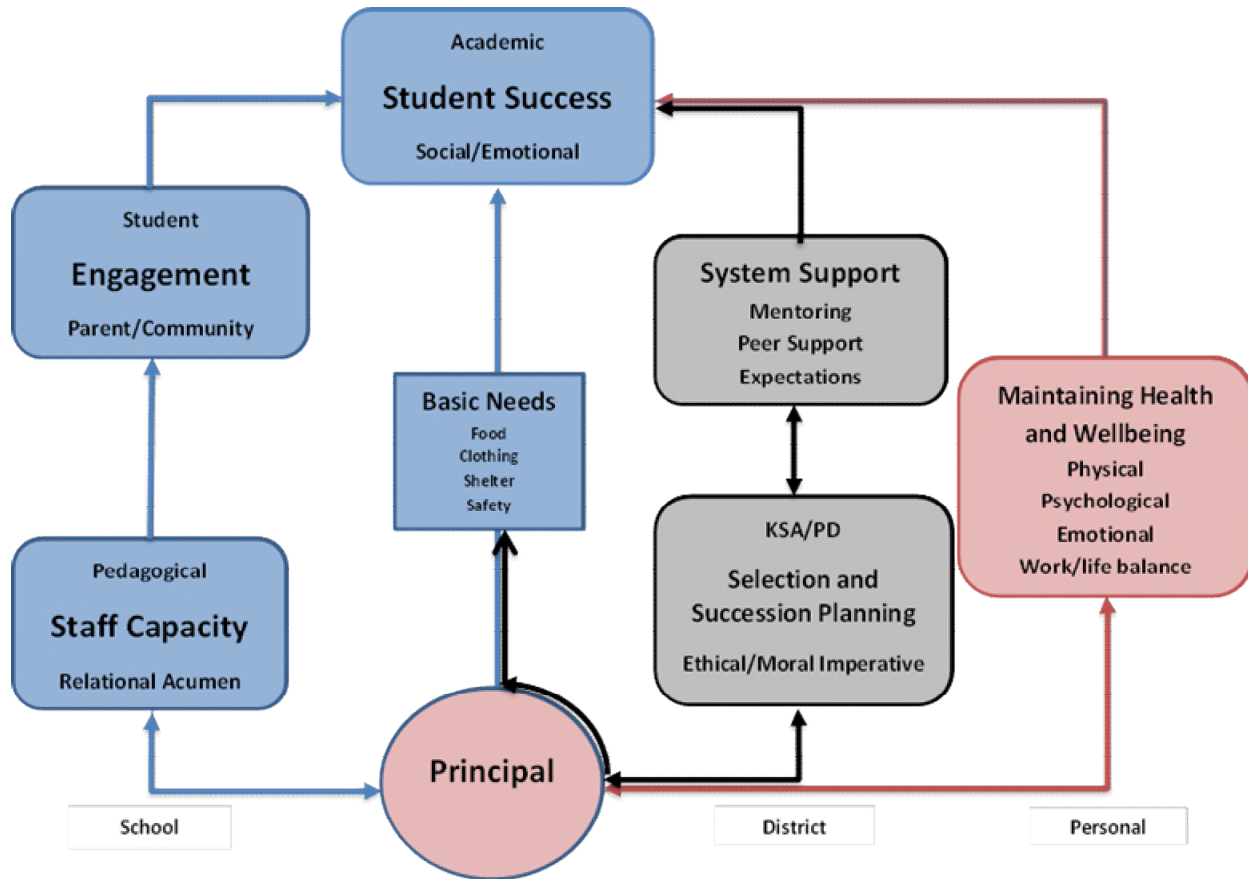 Academic
Student Success
Social/Emotional
Student
Engagement
Parent/Community
System Support
Mentoring
Peer Support
Expectations
Basic Needs
Food
Clothing
Shelter
Safety
Maintaining Health
and Wellbeing
Physical
Psychological
Emotional
Work/life balance
Pedagogical
Staff Capacity
Relational Acumen
KSA/PD
Selection and
Succession Planning
Ethical/Moral Imperative
Principal
School
District
Personal